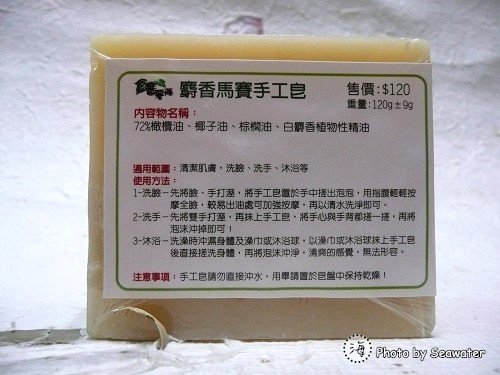 麝香馬賽手工皂
售價:$120
重量:120g±9g
內容物名稱:
72%橄欖油、椰子油、棕櫚油、白麝香植物性精油
適用範圍:清潔肌膚,洗臉、洗手、沐浴等
使用方法:
1-洗臉-先將臉、手打溼,將手工皂置於手中搓出泡泡,用指腹輕輕按
摩全臉,較易出油處可加強按摩,再以清水洗淨即可。
2-洗手-先將雙手打溼,再抹上手工皂,將手心與手背都搓一搓,再將
泡沫沖掉即可!
3-沐浴-洗澡時沖濕身體及澡巾或沐浴球,以澡巾或沐浴球抹上手工皂
後直接搓洗身體,再將泡沫沖淨,清爽的感覺,無法形容。
注意事項:手工皂請勿直接沖水,用畢請置於皂盤中保持乾燥!
海 Photo by Seawater